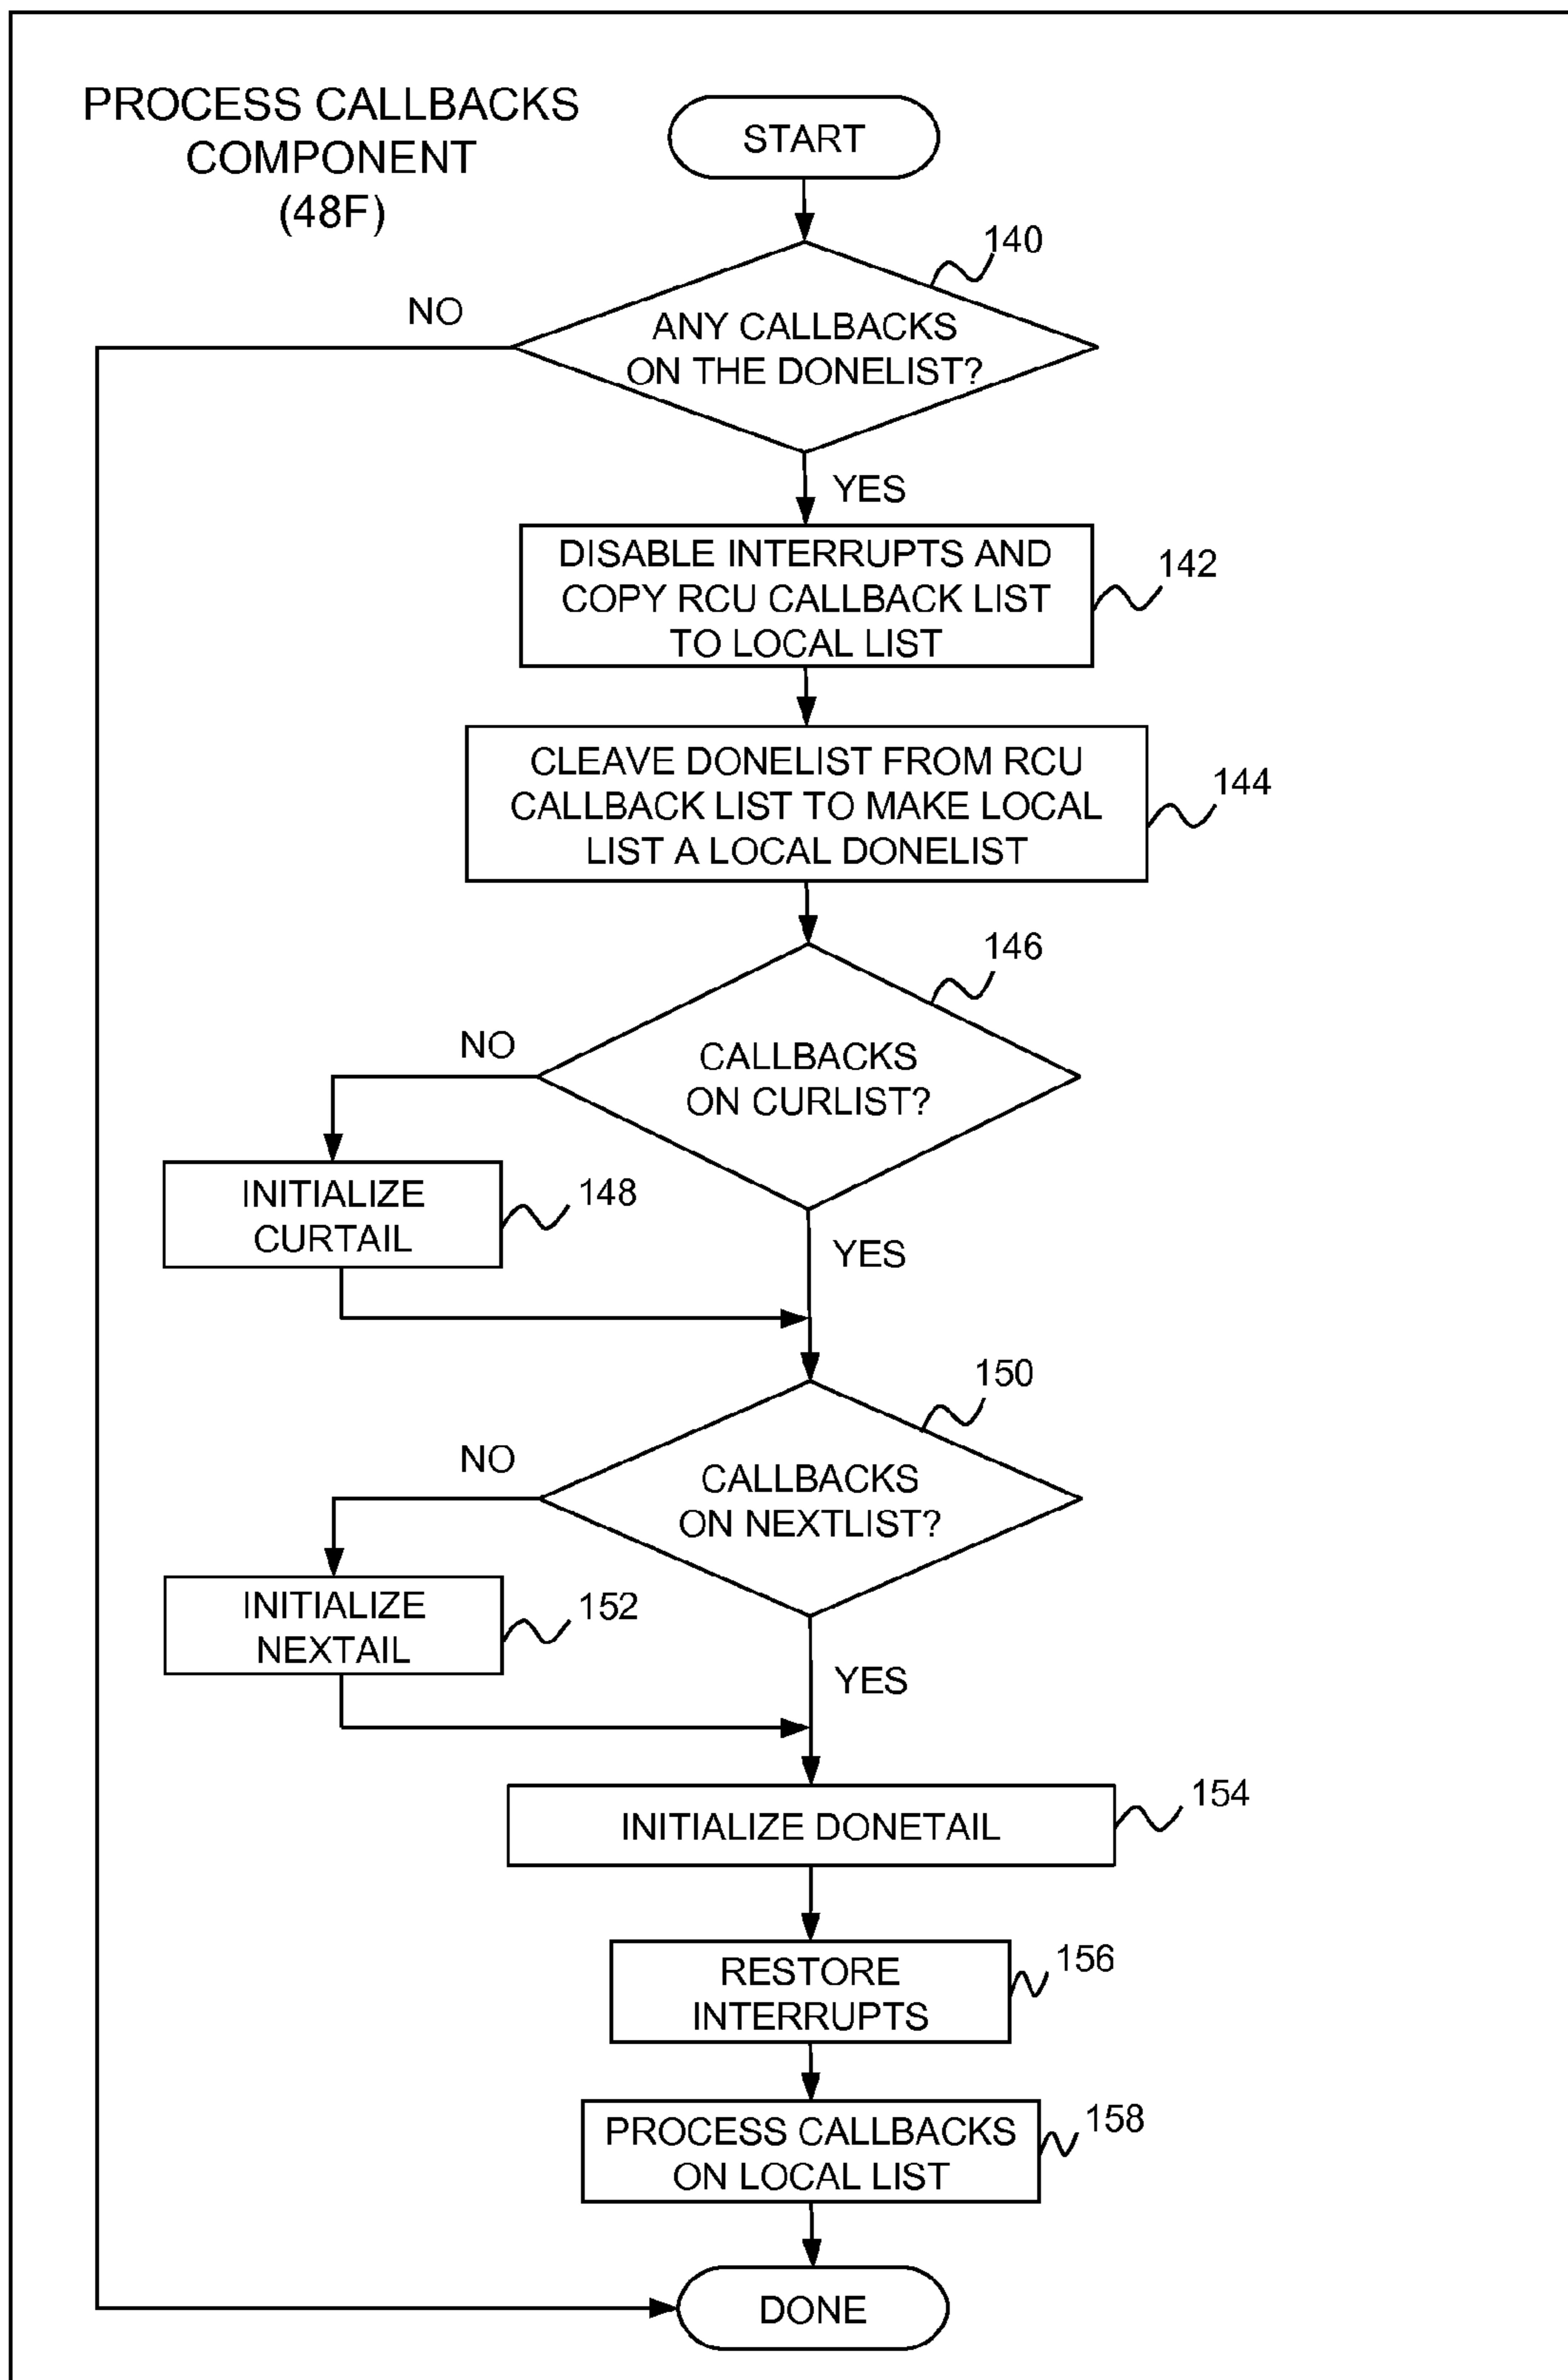 PROCESS CALLBACKS
COMPONENT
(48F)
START
140
NO
ANY CALLBACKS
ON THE DONELIST?
YES
DISABLE INTERRUPTS AND
COPY RCU CALLBACK LIST
TO LOCAL LIST
142
CLEAVE DONELIST FROM RCU
CALLBACK LIST TO MAKE LOCAL
LIST A LOCAL DONELIST
144
146
NO
CALLBACKS
ON CURLIST?
INITIALIZE
CURTAIL
148
YES
150
NO
CALLBACKS
ON NEXTLIST?
INITIALIZE
NEXTAIL
152
YES
INITIALIZE DONETAIL
154
RESTORE
INTERRUPTS
156
PROCESS CALLBACKS
ON LOCAL LIST
158
DONE